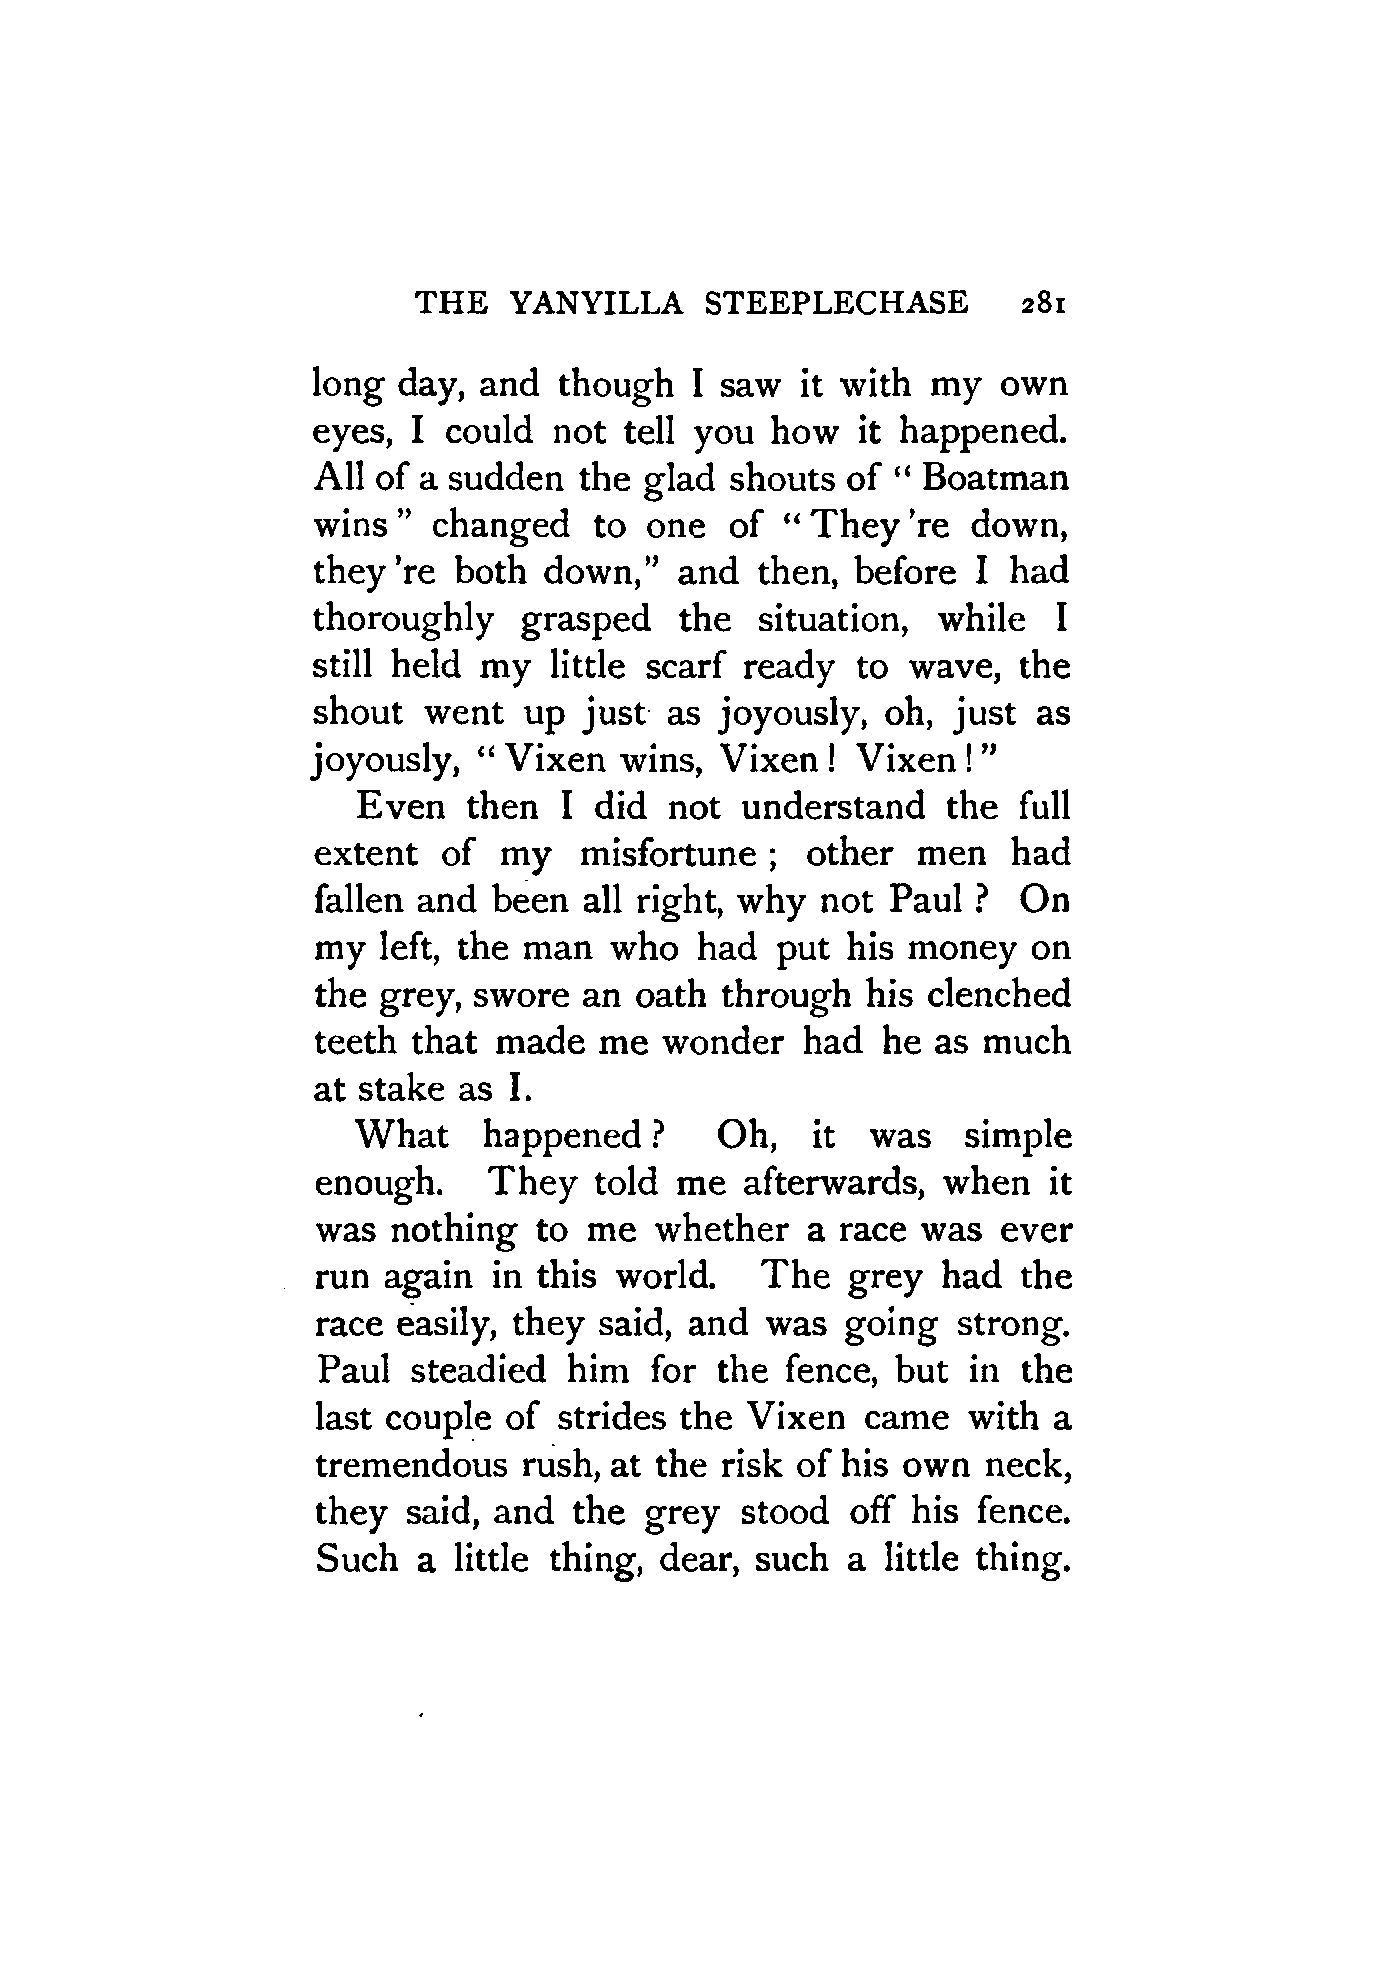 THE YANYILLA STEEPLECHASE 281
long day, and though I saw it with my own
eyes, I could not tell you how it happened.
All of a sudden the glad shouts of " Boatman
wins " changed to one of " They 're down,
they 're both down," and then, before I had
thoroughly grasped the situation, while I
still held my little scarf ready to wave, the
shout went up just as joyously, oh, just as
joyously, " Vixen wins, Vixen ! Vixen ! "
Even then I did not understand the full
extent of my misfortune ; other men had
fallen and been all right, why not Paul ? On
my left, the man who had put his money on
the grey, swore an oath through his clenched
teeth that made me wonder had he as much
at stake as I.
What happened ? Oh, it was simple
enough. They told me afterwards, when it
was nothing to me whether a race was ever
run again in this world. The grey had the
race easily, they said, and was going strong.
Paul steadied him for the fence, but in the
last couple of strides the Vixen came with a
tremendous rush, at the risk of his own neck,
they said, and the grey stood off his fence.
Such a little thing, dear, such a little thing.